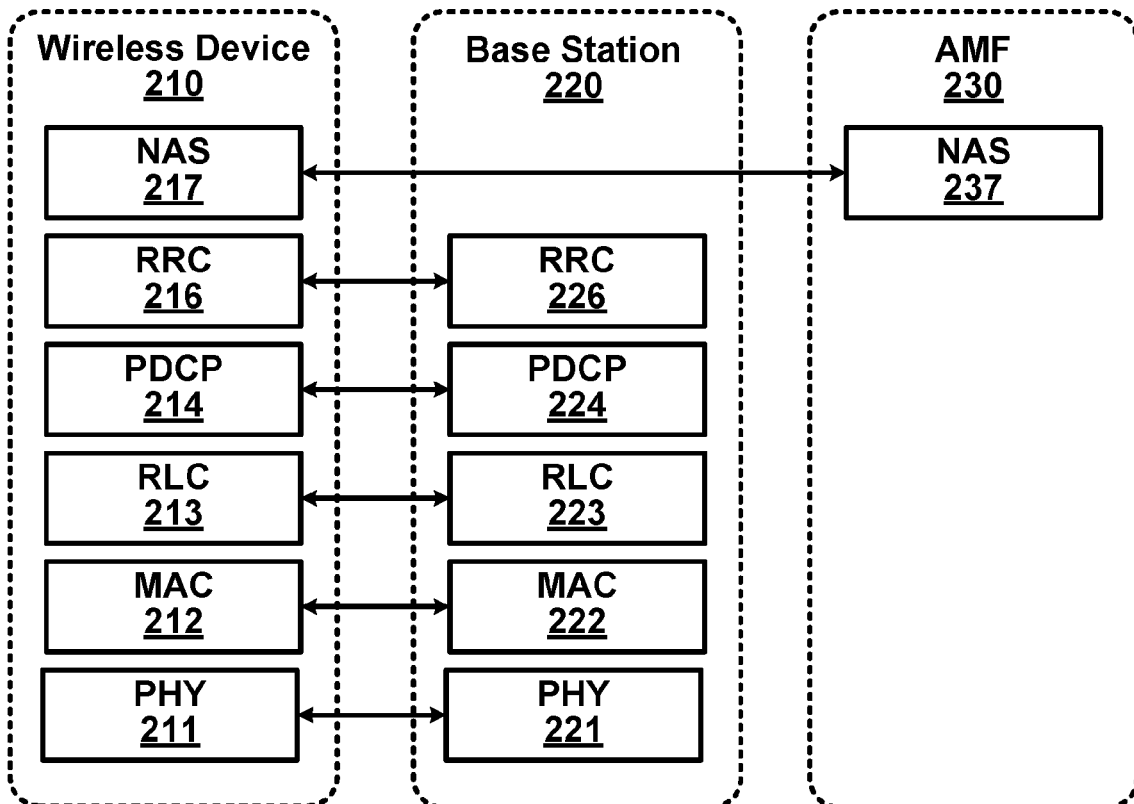 Wireless Device
210
Base Station
220
AMF
230
NAS
217
NAS
237
RRC
216
RRC
226
PDCP
214
PDCP
224
RLC
213
RLC
223
MAC
212
MAC
222
PHY
211
PHY
221